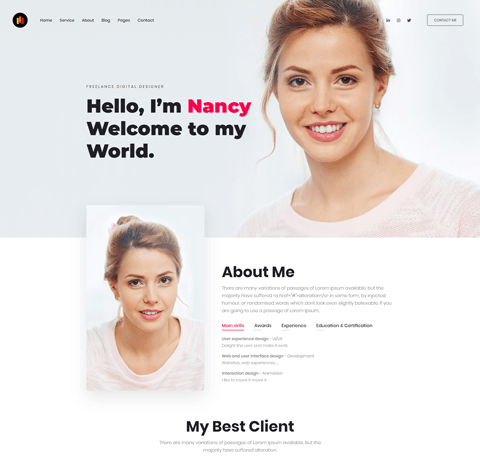 Home Service About Blog Pages Contact
CONTACT ME
FREELANCE DIGITAL DESIGNER
Hello, I'm Nancy
Welcome to my
World.
About Me
There are many variations of passages of Lorem Ipsum available, but the
majority have suffered <a href="#">alteration</a> in some form, by injected
humour, or randomised words which dont look even slightly believable. If you
are going to use a passage of Lorem Ipsum,
Main skills Awards Experience Education & Certification
User experience design - UI/UX
Delight the user and make it work
Web and user interface design - Development
Websites, web experiences, ...
Interaction design - Animation
I like to move it move it
My Best Client
There are many variations of passages of Lorem Ipsum available, but the
majority have suffered alteration.